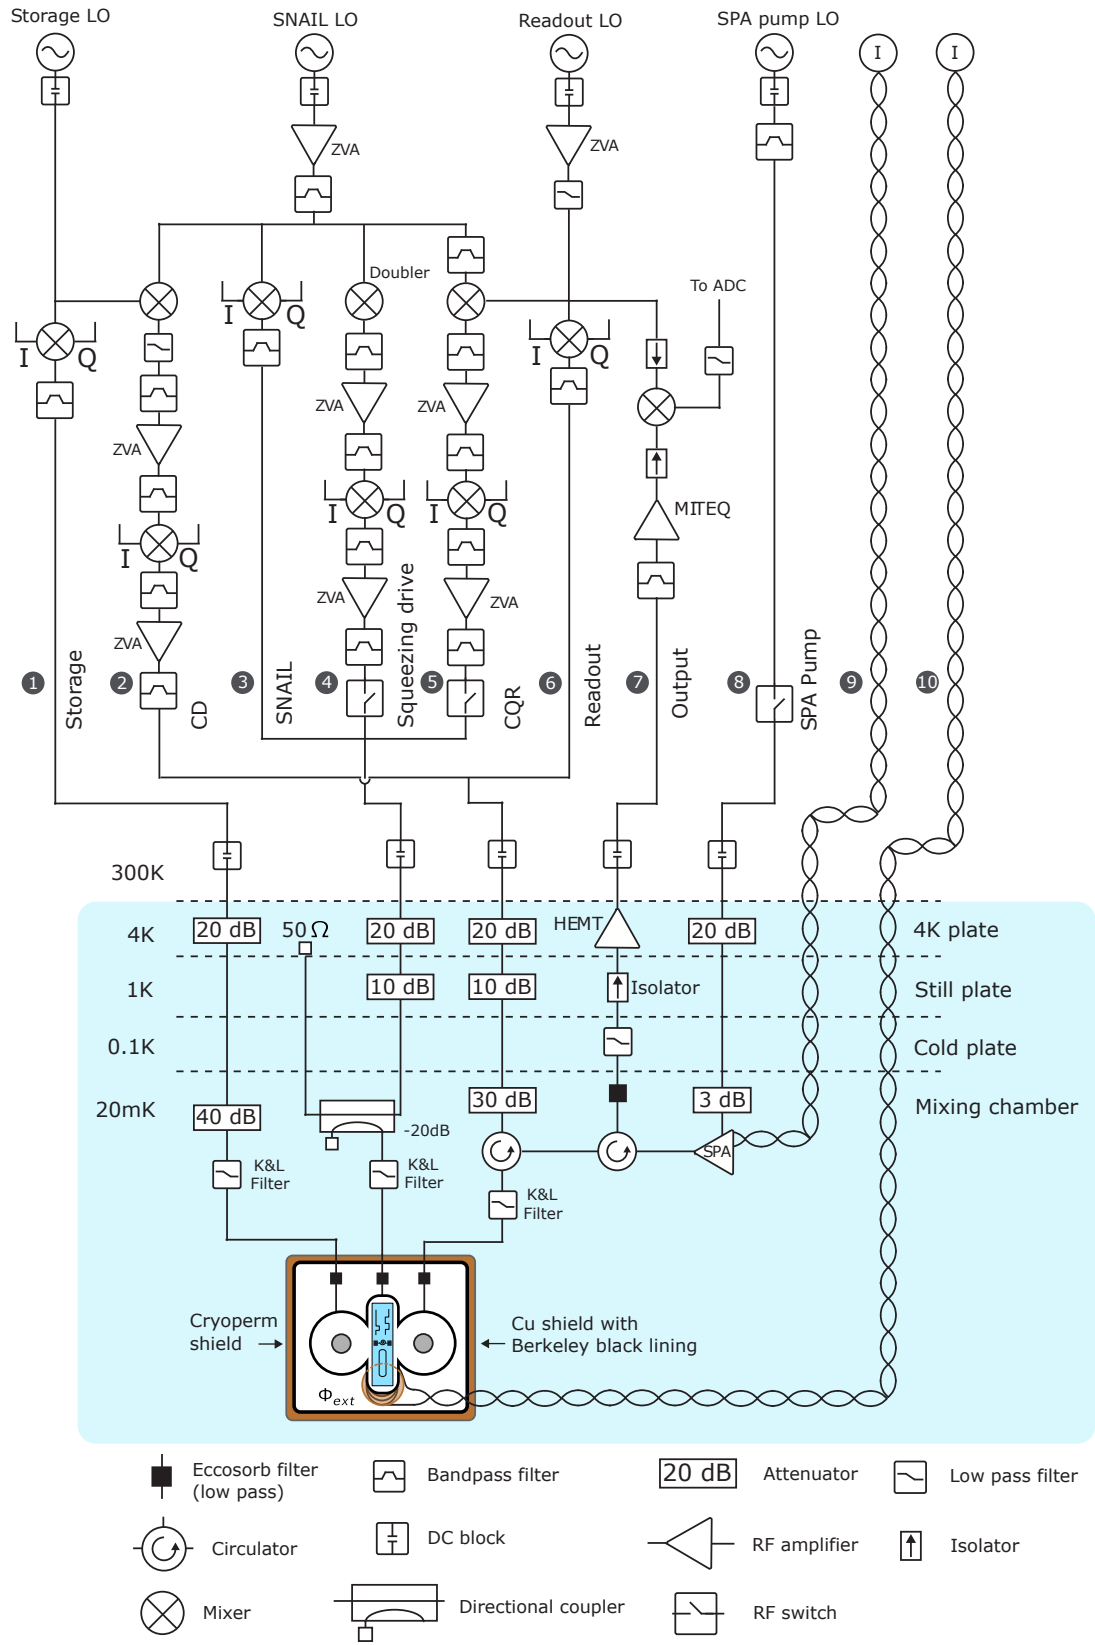 Storage LO
SNAIL LO
Readout LO
SPA pump LO
I
I
ZVA
ZVA
Doubler
To ADC
I Q
I Q
I Q
ZVA
ZVA
ZVA
I Q
I Q
MITEQ
I Q
ZVA
ZVA
ZVA
1
Storage
2
CD
3
SNAIL
4
Squeezing drive
5
CQR
6
Readout
7
Output
8
SPA Pump
9
10
300K
4K
20 dB
50 Ω
20 dB
20 dB
HEMT
20 dB
4K plate
1K
10 dB
10 dB
Isolator
Still plate
0.1K
Cold plate
20mK
40 dB
-20dB
30 dB
3 dB
Mixing chamber
SPA
K&L
Filter
K&L
Filter
K&L
Filter
Cryoperm
shield
Cu shield with
Berkeley black lining
Φext
Eccosorb filter
(low pass)
Bandpass filter
20 dB
Attenuator
Low pass filter
Circulator
DC block
RF amplifier
Isolator
Mixer
Directional coupler
RF switch